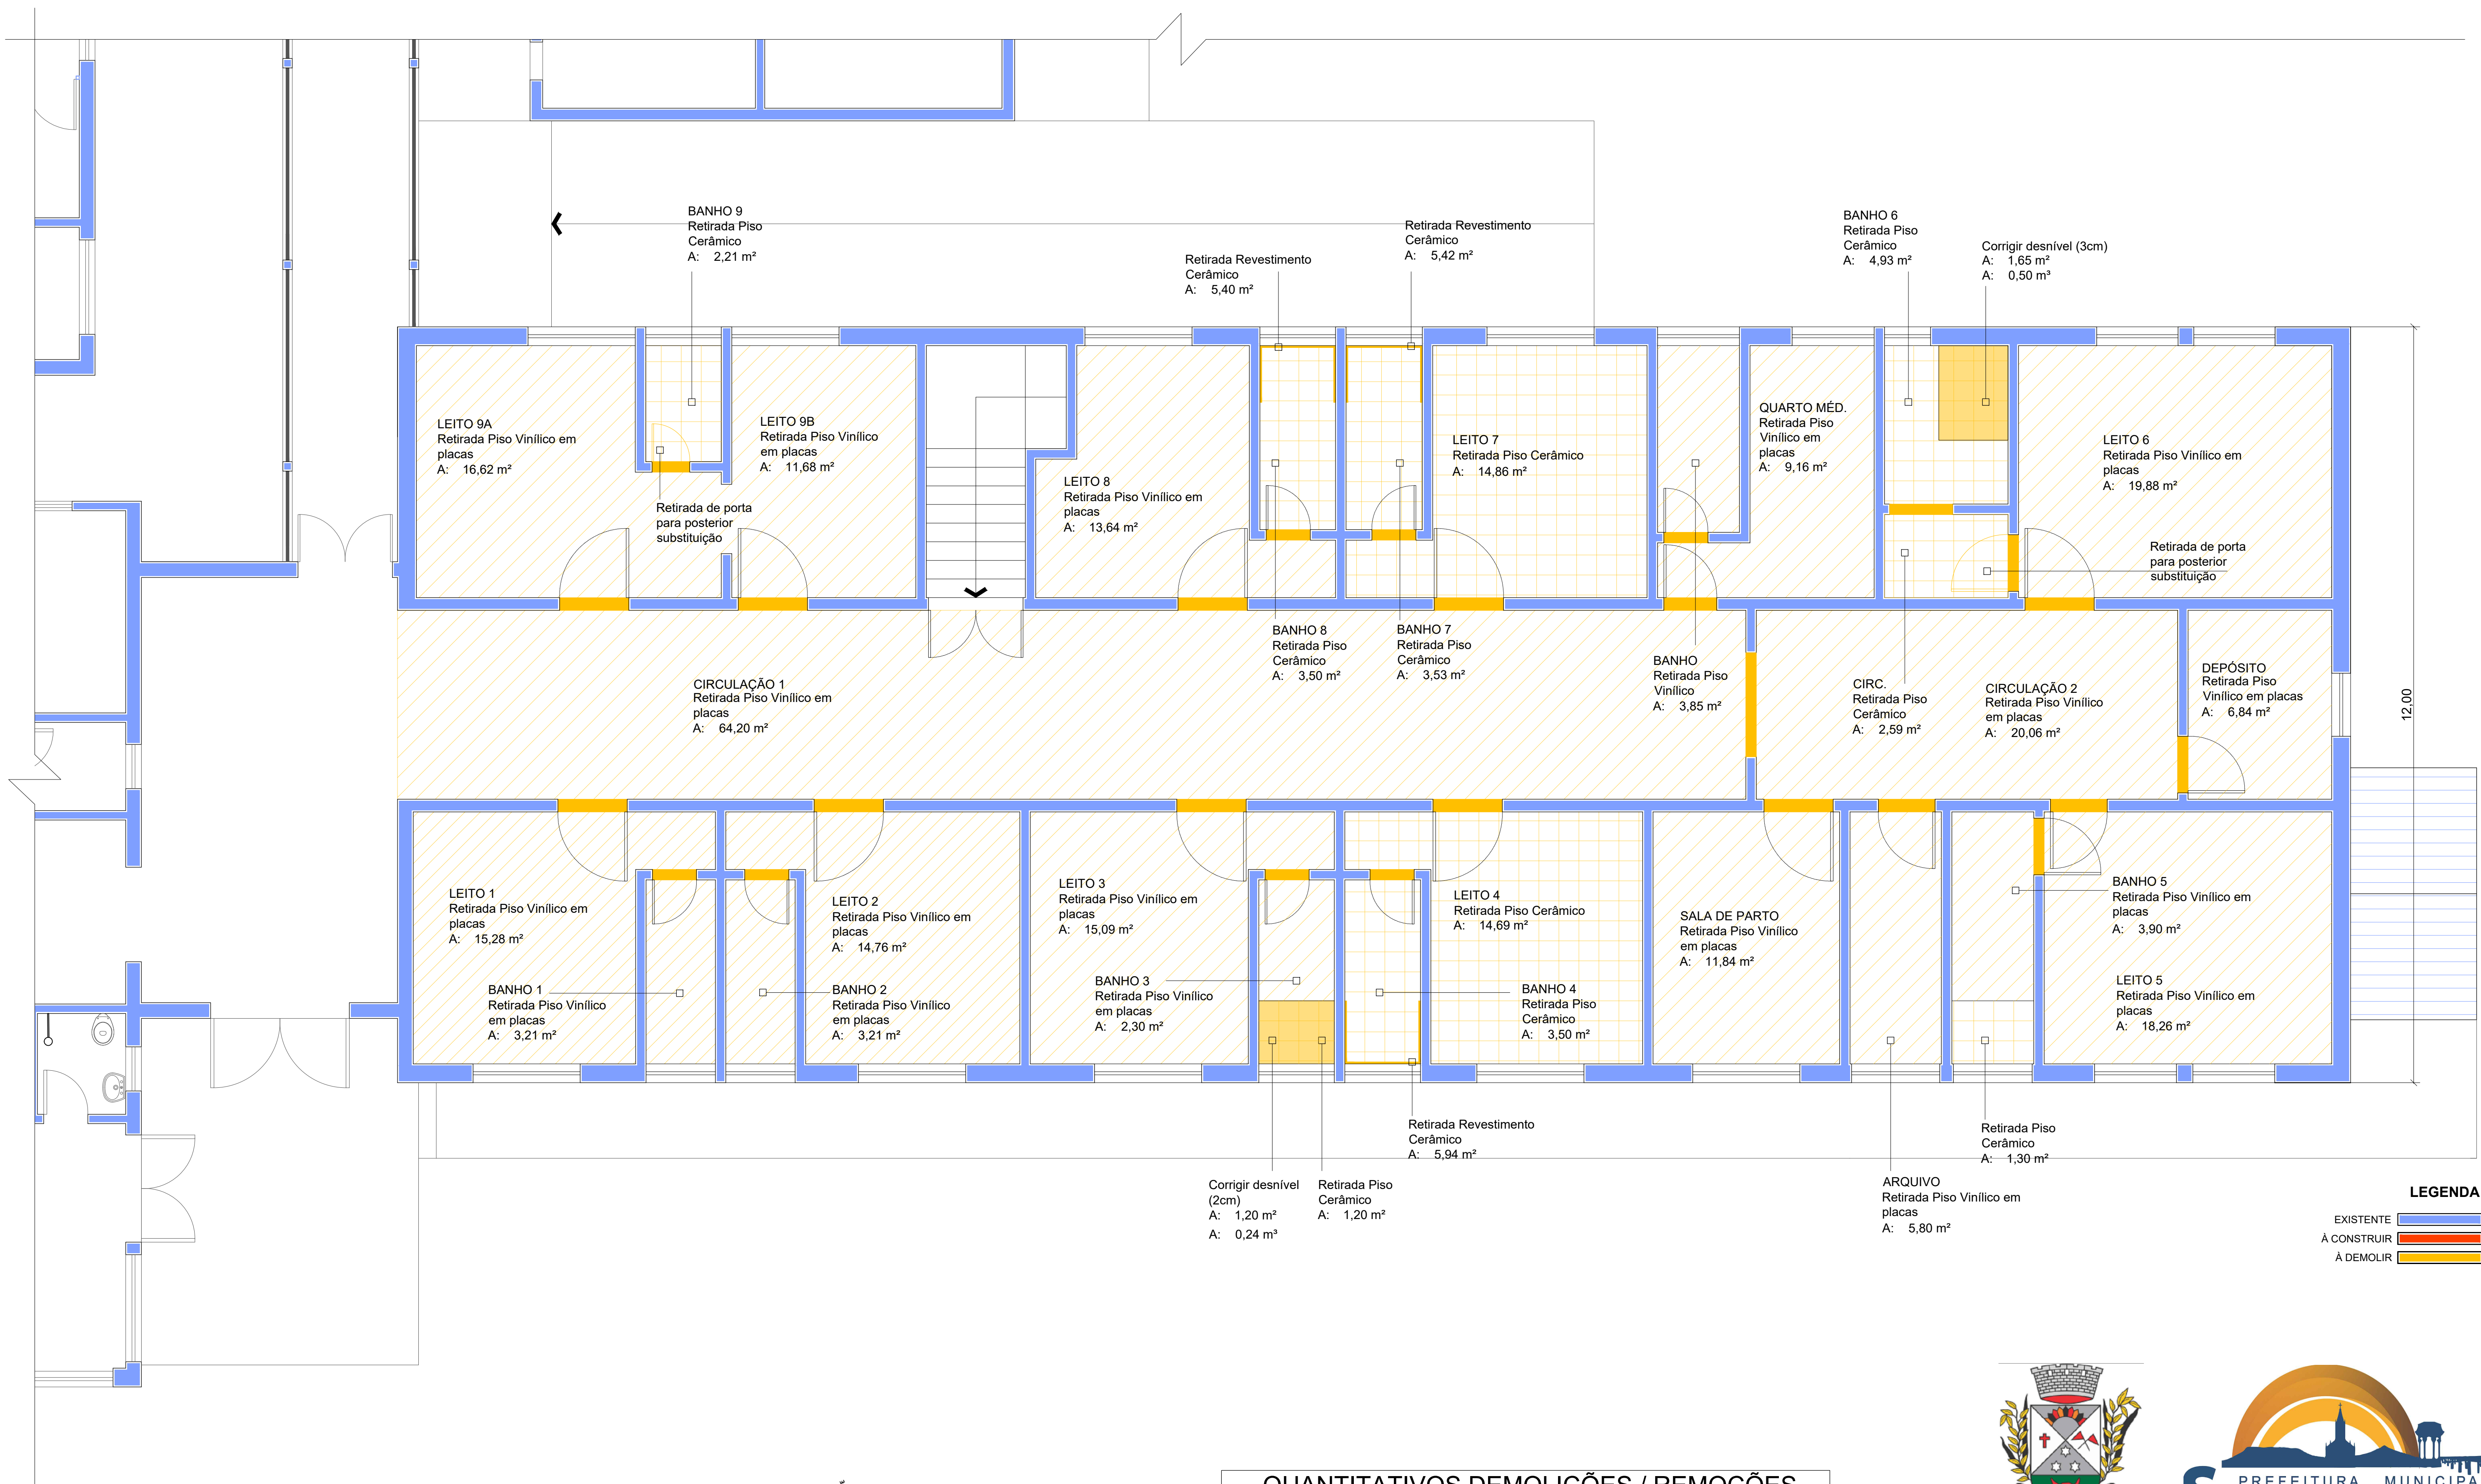 BANHO 9
Retirada Piso
Cerâmico
A: 2,21 m²
Retirada Revestimento
Cerâmico
A: 5,40 m²
Retirada Revestimento
Cerâmico
A: 5,42 m²
BANHO 6
Retirada Piso
Cerâmico
A: 4,93 m²
Corrigir desnível (3cm)
A: 1,65 m²
A: 0,50 m³
LEITO 9A
Retirada Piso Vinílico em
placas
A: 16,62 m²
LEITO 9B
Retirada Piso Vinílico
em placas
A: 11,68 m²
Retirada de porta
para posterior
substituição
LEITO 8
Retirada Piso Vinílico em
placas
A: 13,64 m²
LEITO 7
Retirada Piso Cerâmico
A: 14,86 m²
QUARTO MÉD.
Retirada Piso
Vinílico em
placas
A: 9,16 m²
LEITO 6
Retirada Piso Vinílico em
placas
A: 19,88 m²
Retirada de porta
para posterior
substituição
CIRCULAÇÃO 1
Retirada Piso Vinílico em
placas
A: 64,20 m²
BANHO 8
Retirada Piso
Cerâmico
A: 3,50 m²
BANHO 7
Retirada Piso
Cerâmico
A: 3,53 m²
BANHO
Retirada Piso
Vinílico
A: 3,85 m²
CIRC.
Retirada Piso
Cerâmico
A: 2,59 m²
CIRCULAÇÃO 2
Retirada Piso Vinílico
em placas
A: 20,06 m²
DEPÓSITO
Retirada Piso
Vinílico em placas
A: 6,84 m²
12,00
LEITO 1
Retirada Piso Vinílico em
placas
A: 15,28 m²
BANHO 1
Retirada Piso Vinílico
em placas
A: 3,21 m²
LEITO 2
Retirada Piso Vinílico em
placas
A: 14,76 m²
BANHO 2
Retirada Piso Vinílico
em placas
A: 3,21 m²
LEITO 3
Retirada Piso Vinílico em
placas
A: 15,09 m²
BANHO 3
Retirada Piso Vinílico
em placas
A: 2,30 m²
LEITO 4
Retirada Piso Cerâmico
A: 14,69 m²
BANHO 4
Retirada Piso
Cerâmico
A: 3,50 m²
SALA DE PARTO
Retirada Piso Vinílico
em placas
A: 11,84 m²
BANHO 5
Retirada Piso Vinílico em
placas
A: 3,90 m²
LEITO 5
Retirada Piso Vinílico em
placas
A: 18,26 m²
Retirada Revestimento
Cerâmico
A: 5,94 m²
Corrigir desnível
(2cm)
A: 1,20 m²
A: 0,24 m³
Retirada Piso
Cerâmico
A: 1,20 m²
Retirada Piso
Cerâmico
A: 1,30 m²
ARQUIVO
Retirada Piso Vinílico em
placas
A: 5,80 m²
LEGENDA
EXISTENTE
À CONSTRUIR
À DEMOLIR
QUANTITATIVOS DEMOLIÇÕES / REMOÇÕES
PREFEITURA MUNICIPA